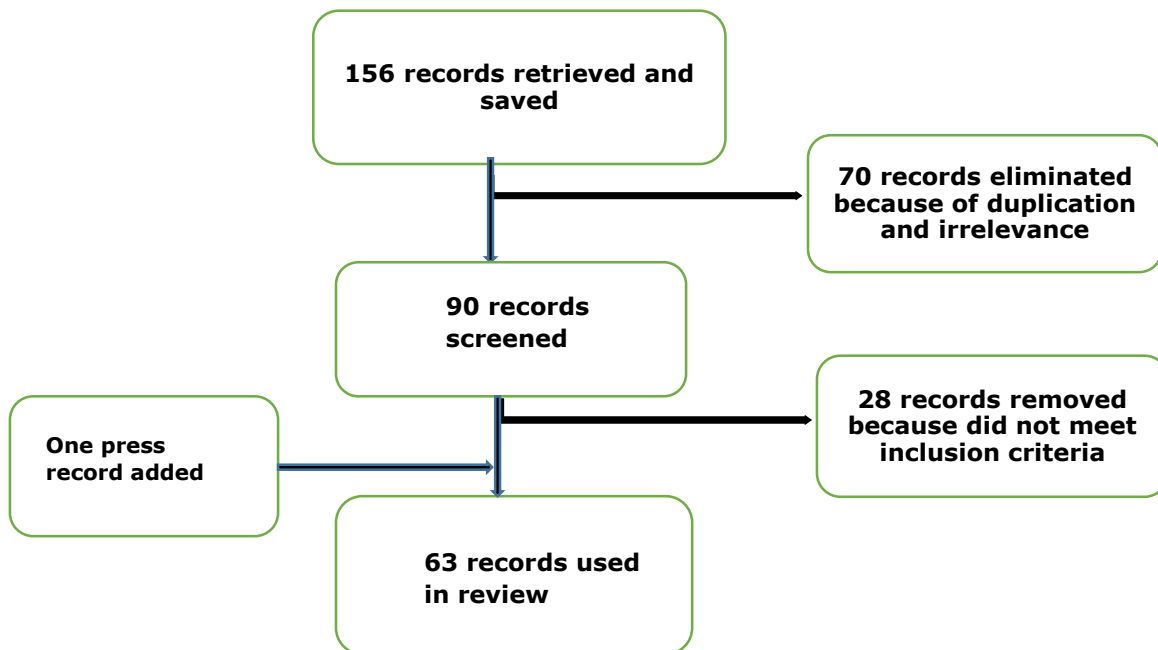 156 records retrieved and
saved
70 records eliminated
because of duplication
and irrelevance
90 records
screened
28 records removed
because did not meet
inclusion criteria
One press
record added
63 records used
in review